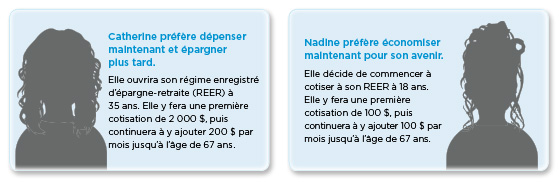 Catherine préfère dépenser
maintenant et épargner
plus tard.
Elle ouvrira son régime enregistré
d'épargne-retraite (REER) à
35 ans. Elle y fera une première
cotisation de 2 000 $, puis
continuera à y ajouter 200 $ par
mois jusqu'à l'âge de 67 ans.
Nadine préfère économiser
maintenant pour son avenir.
Elle décide de commencer à
cotiser à son REER à 18 ans.
Elle y fera une première
cotisation de 100 $, puis
continuera à y ajouter 100 $ par
mois jusqu'à l'âge de 67 ans.